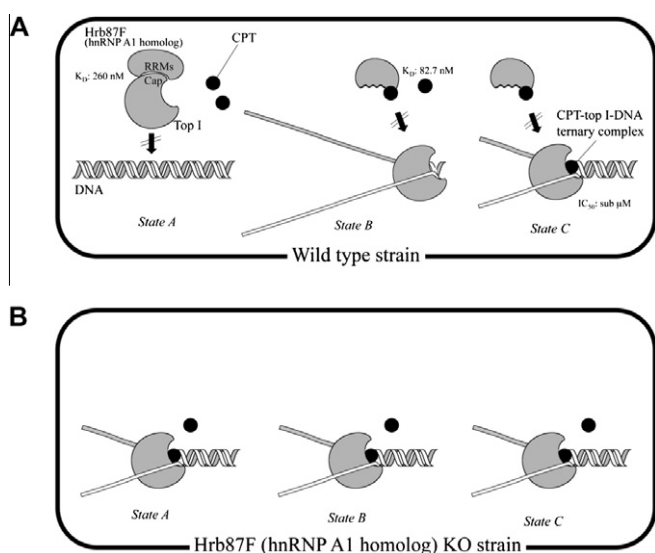 A
Hrb87F
(hnRNP A1 homolog)
CPT
RRMs
Cap
K_D: 260 nM
Top I
DNA
State A
K_D: 82.7 nM
State B
CPT-top I-DNA
ternary complex
IC₅₀: sub μM
State C
Wild type strain
B
State A
State B
State C
Hrb87F (hnRNP A1 homolog) KO strain